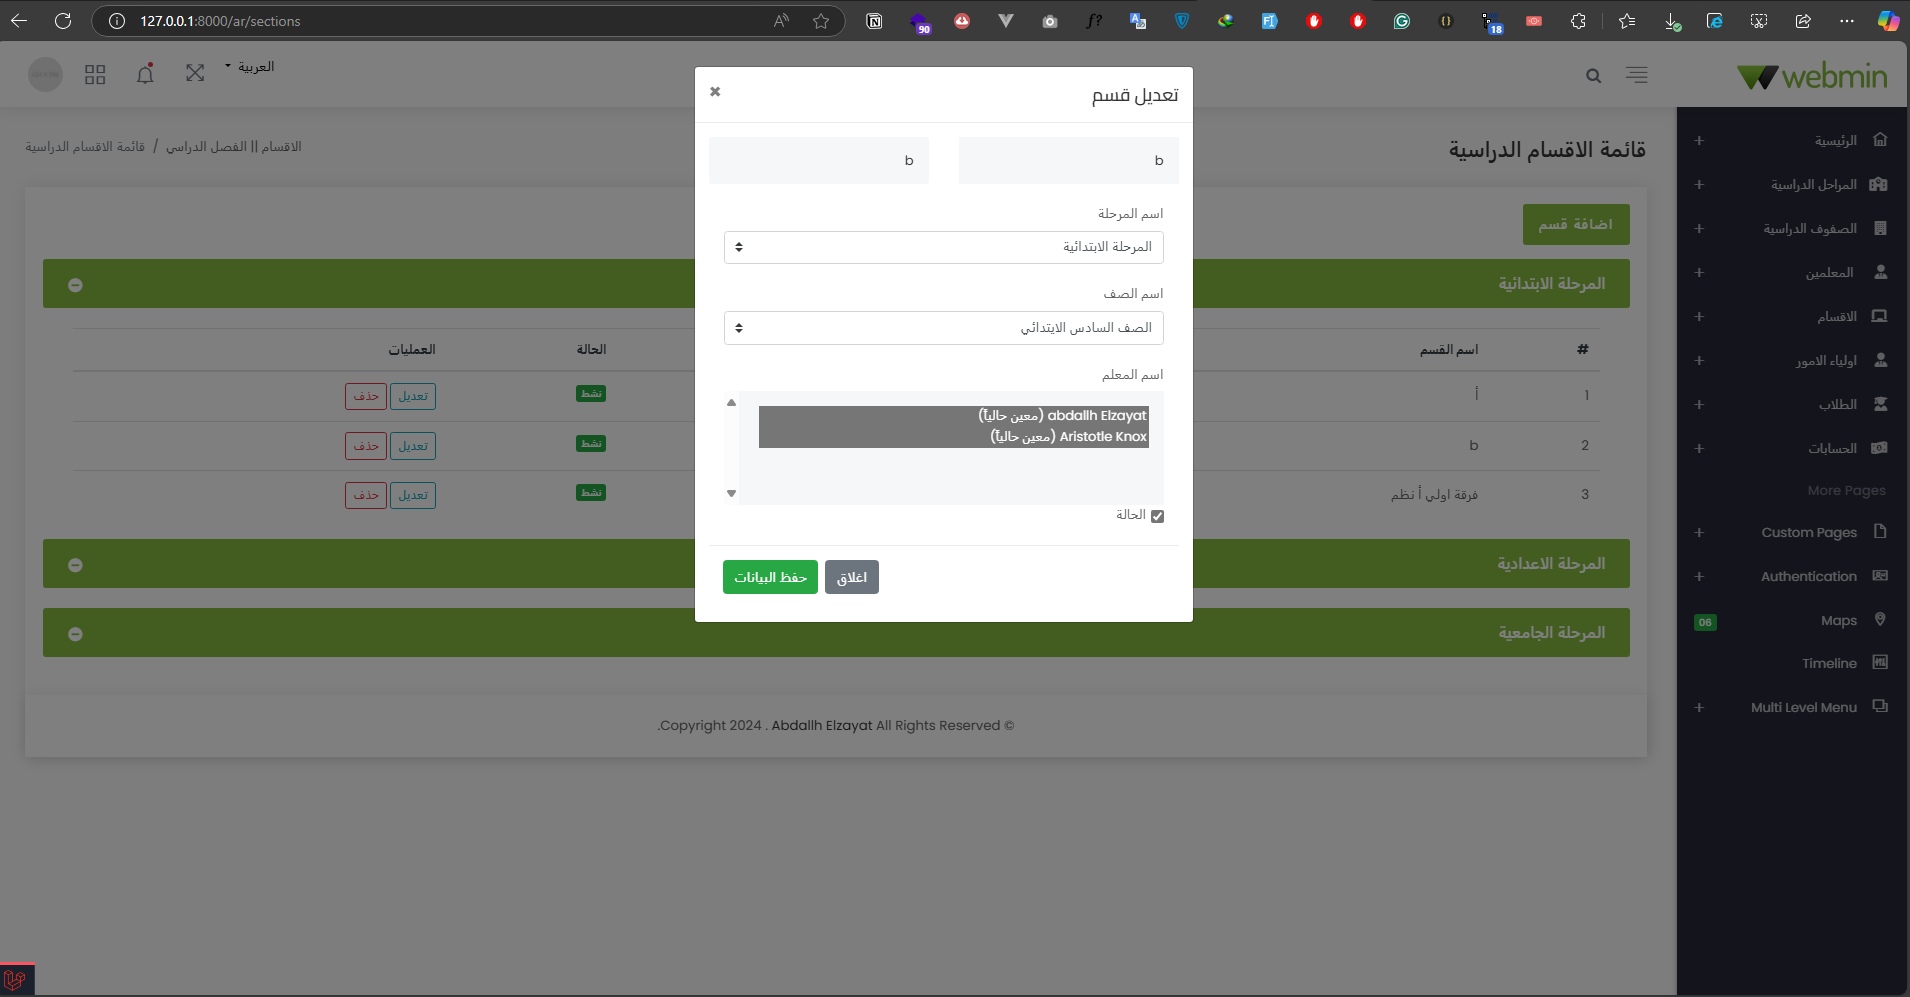 127.0.0.1:8000/ar/sections
90
18
webmin
العربية
الرئيسية
المراحل الدراسية
الصفوف الدراسية
المعلمين
الاقسام
اولياء الامور
الطلاب
الحسابات
More Pages
Custom Pages
Authentication
Maps
06
Timeline
Multi Level Menu
قائمة الاقسام الدراسية
الاقسام || الفصل الدراسي / قائمة الاقسام الدراسية
اضافة قسم
المرحلة الابتدائية
# اسم القسم الحالة العمليات
1 أ نشط تعديل حذف
2 b نشط تعديل حذف
3 فرقة اولي أ نظم نشط تعديل حذف
المرحلة الاعدادية
المرحلة الجامعية
© Copyright 2024 . Abdallh Elzayat All Rights Reserved.
تعديل قسم
b b
اسم المرحلة
المرحلة الابتدائية
اسم الصف
الصف السادس الايتدائي
اسم المعلم
abdallh Elzayat (معين حالياً)
Aristotle Knox (معين حالياً)
الحالة
اغلاق حفظ البيانات